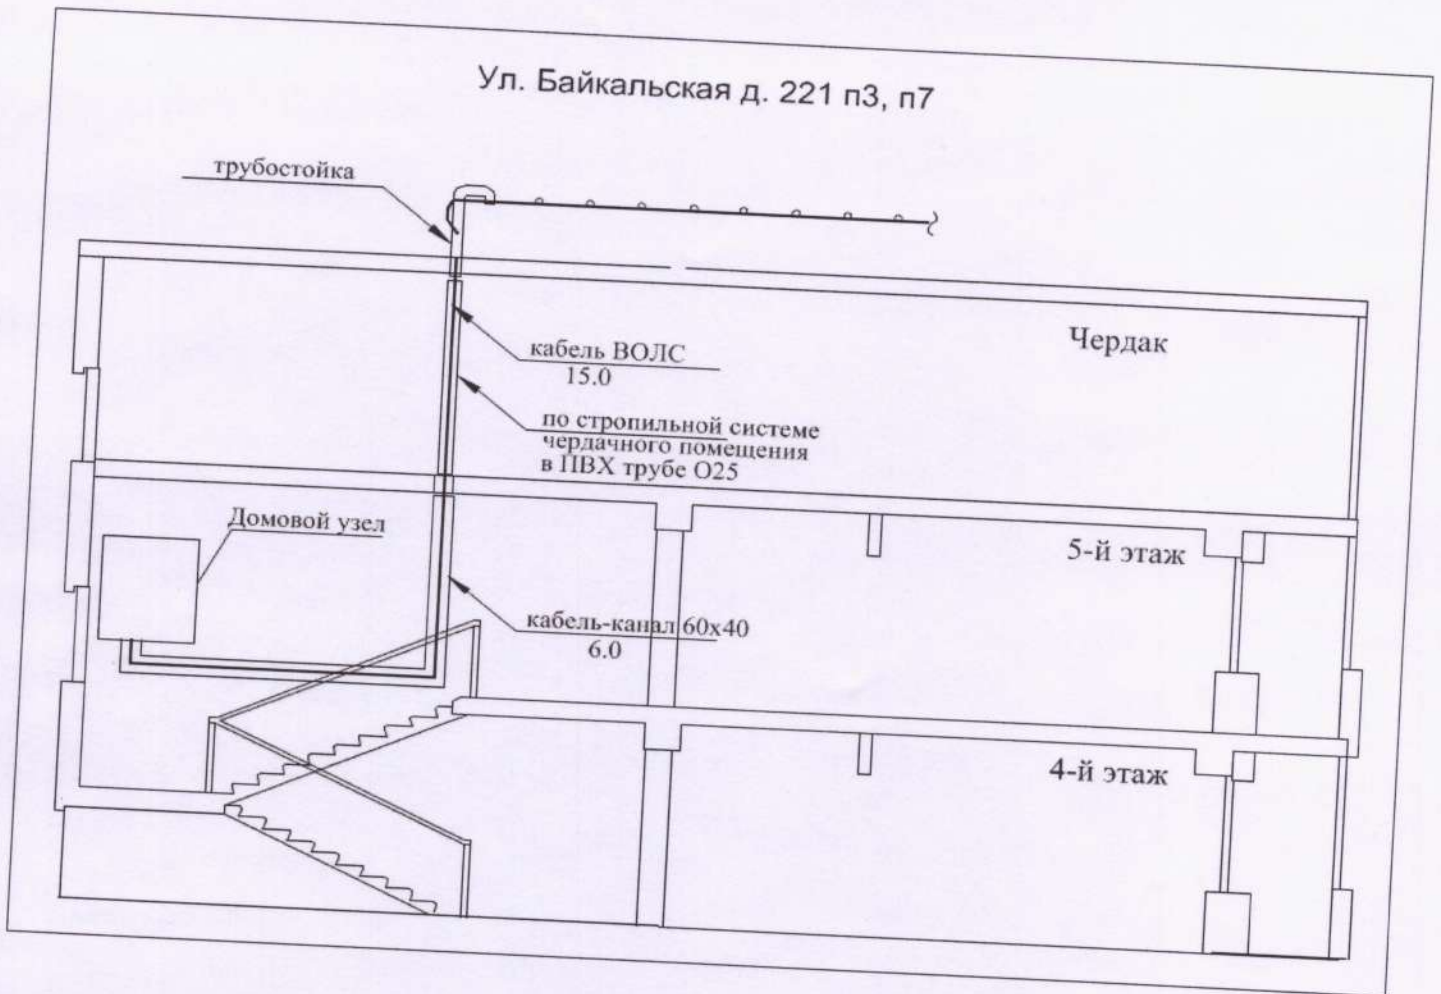 Ул. Байкальская д. 221 п3, п7
трубостойка
Чердак
кабель ВОЛС
15.0
по стропильной системе
чердачного помещения
в ПВХ трубе О25
Домовой узел
5-й этаж
кабель-канал 60х40
6.0
4-й этаж